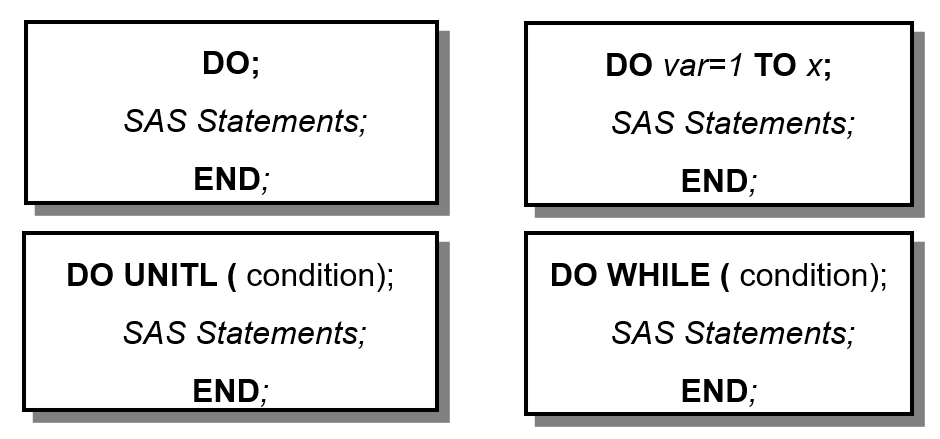 DO;
SAS Statements;
END;
DO var=1 TO x;
SAS Statements;
END;
DO UNITL ( condition);
SAS Statements;
END;
DO WHILE ( condition);
SAS Statements;
END;